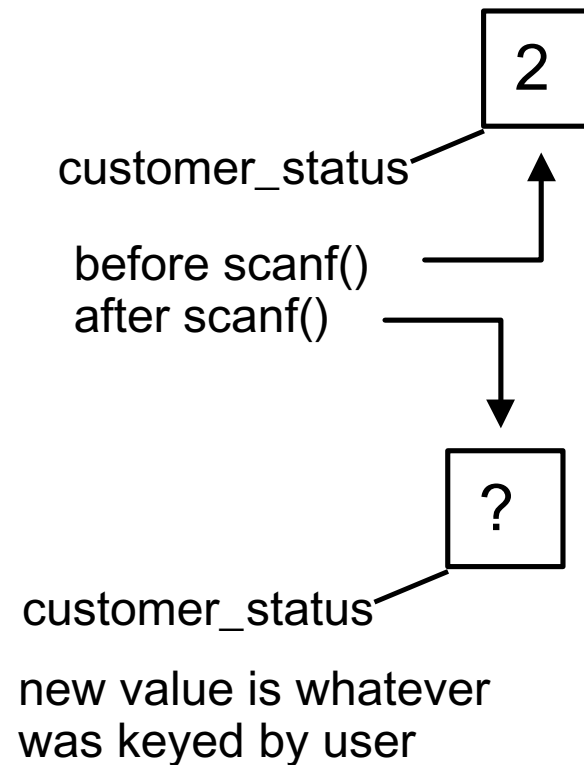 2
customer_status
before scanf()
after scanf()
?
customer_status
new value is whatever
was keyed by user